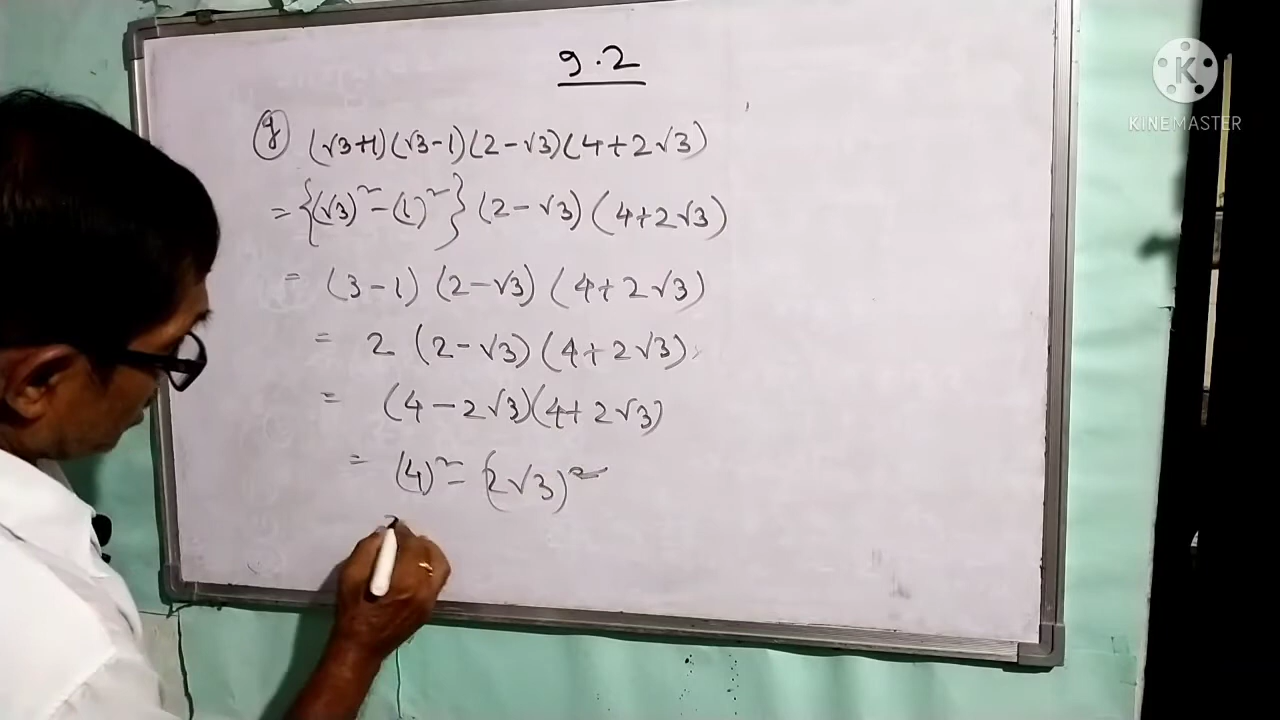 9.2
K
KINEMASTER
(g) (√3+1)(√3-1)(2-√3)(4+2√3)
= {(√3)² - (1)²} (2-√3) (4+2√3)
= (3-1) (2-√3) (4+2√3)
= 2 (2-√3)(4+2√3)
= (4-2√3)(4+2√3)
= (4)² - (2√3)²